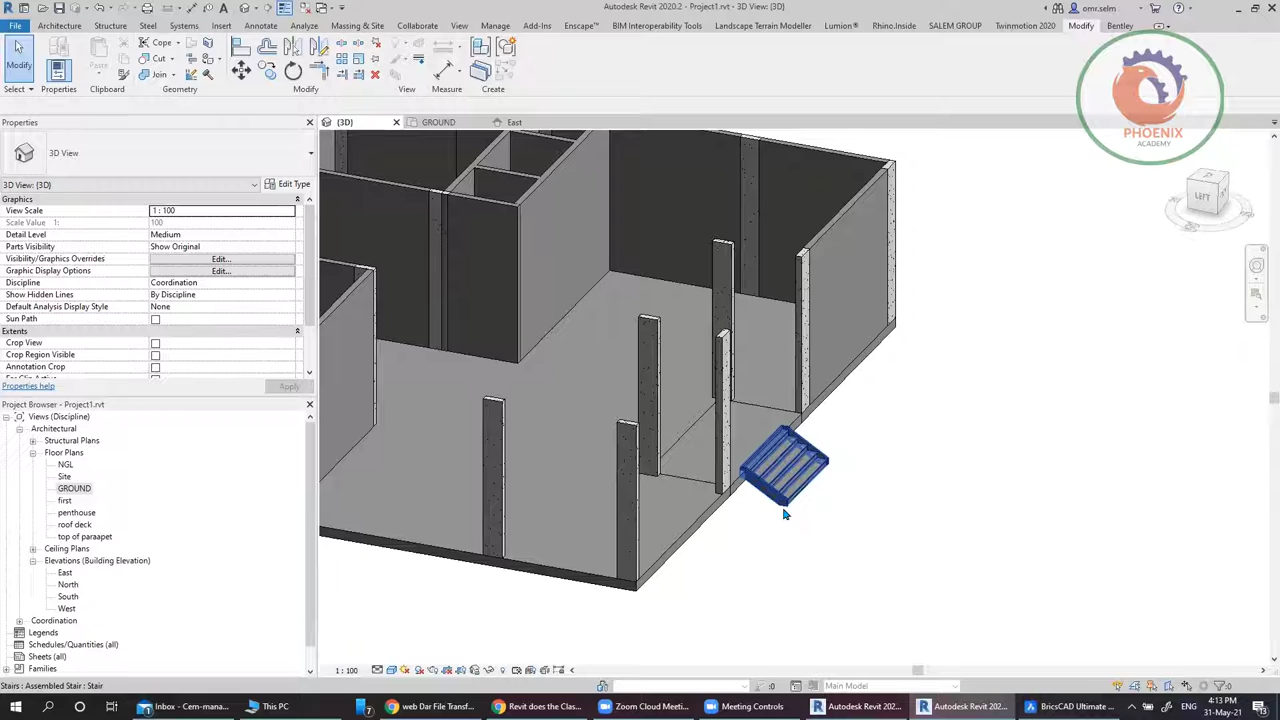 Autodesk Revit 2020.2 - Project1.rvt - 3D View: {3D}
omr.selm
File Architecture Structure Steel Systems Insert Annotate Analyze Massing & Site Collaborate View Manage Add-Ins Enscape™ BIM Interoperability Tools Landscape Terrain Modeller Lumion® Rhino.Inside SALEM GROUP Twinmotion 2020 Modify Bentley
Modify Paste Cope Cut Join
Select Properties Clipboard Geometry Modify View Measure Create
PHOENIX
ACADEMY
Properties
{3D} GROUND East
3D View
3D View: {3D} Edit Type
Graphics
View Scale 1 : 100
Scale Value 1: 100
Detail Level Medium
Parts Visibility Show Original
Visibility/Graphics Overrides Edit...
Graphic Display Options Edit...
Discipline Coordination
Show Hidden Lines By Discipline
Default Analysis Display Style None
Sun Path
Extents
Crop View
Crop Region Visible
Annotation Crop
Properties help Apply
LEFT
Project Browser - Project1.rvt
Views (Discipline)
Architectural
Structural Plans
Floor Plans
NGL
Site
GROUND
first
penthouse
roof deck
top of paraapet
Ceiling Plans
Elevations (Building Elevation)
East
North
South
West
Coordination
Legends
Schedules/Quantities (all)
Sheets (all)
Families
1 : 100
Stairs : Assembled Stair : Stair :0 Main Model :0
Inbox - Cem-mana... This PC web Dar File Transf... Revit does the Clas... Zoom Cloud Meeti... Meeting Controls Autodesk Revit 202... Autodesk Revit 202... BricsCAD Ultimate ... 4:13 PM
31-May-21